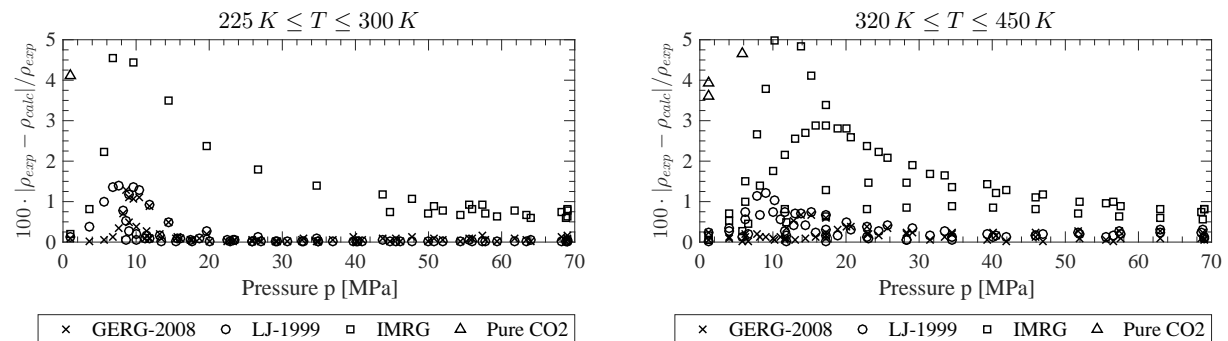 225 K ≤ T ≤ 300 K
100 · |ρexp − ρcalc|/ρexp
5
4
3
2
1
0
0 10 20 30 40 50 60 70
Pressure p [MPa]
× GERG-2008 ○ LJ-1999 □ IMRG △ Pure CO2
320 K ≤ T ≤ 450 K
100 · |ρexp − ρcalc|/ρexp
5
4
3
2
1
0
0 10 20 30 40 50 60 70
Pressure p [MPa]
× GERG-2008 ○ LJ-1999 □ IMRG △ Pure CO2